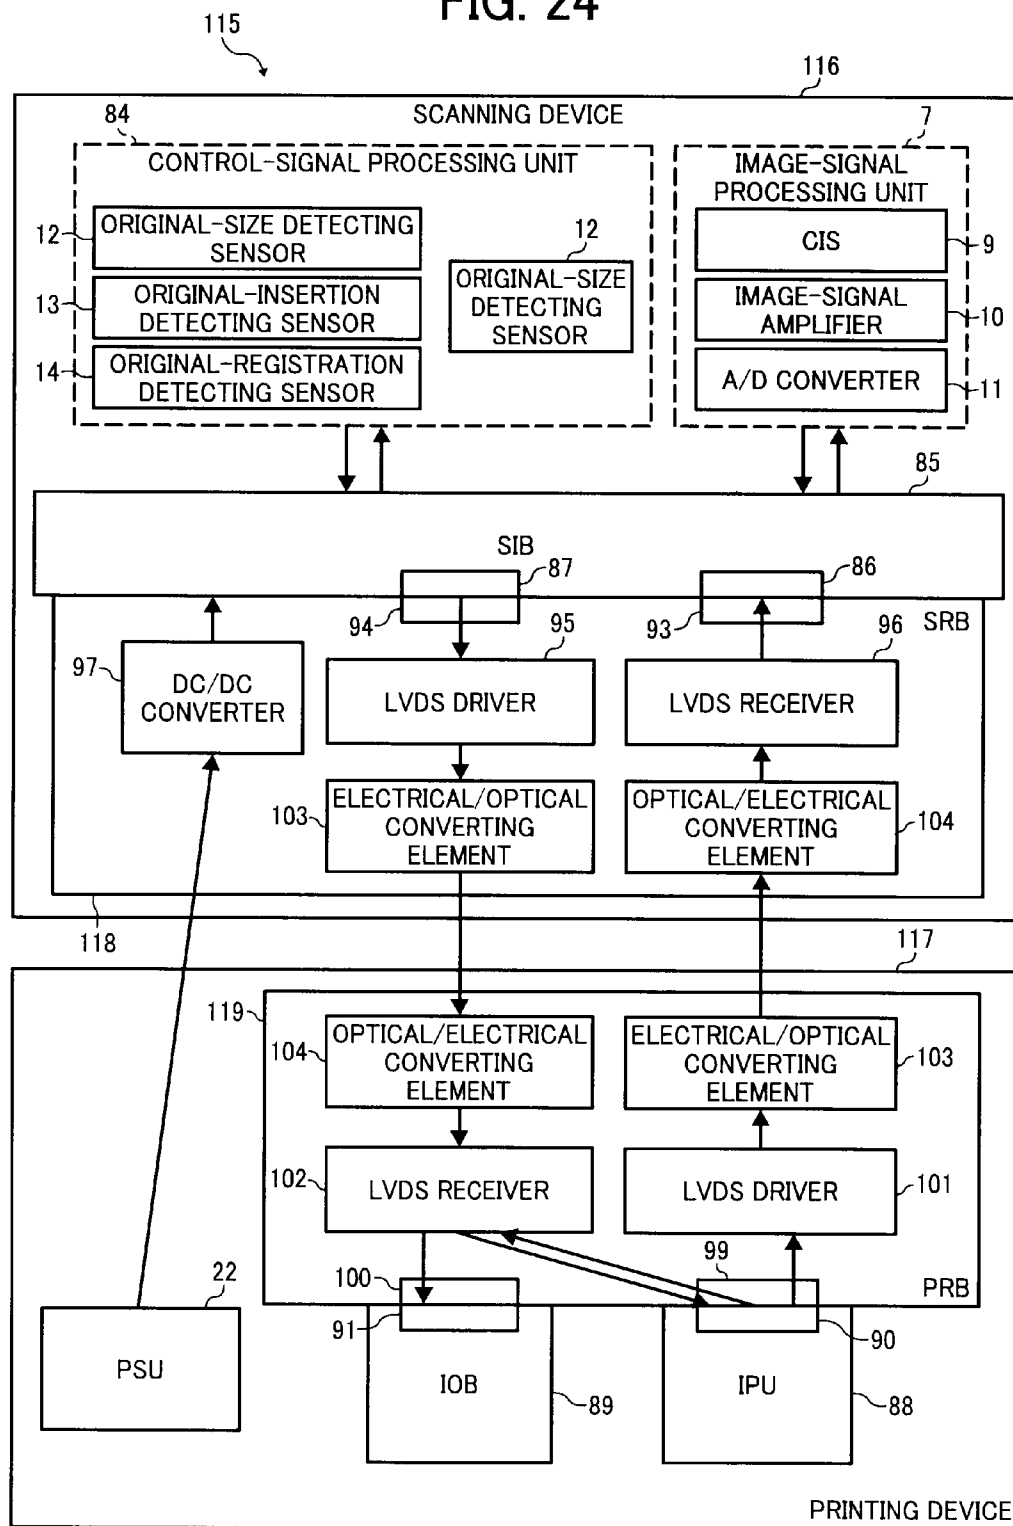 FIG. 24
115
116
SCANNING DEVICE
84
7
CONTROL-SIGNAL PROCESSING UNIT
IMAGE-SIGNAL
PROCESSING UNIT
12
ORIGINAL-SIZE DETECTING
SENSOR
12
ORIGINAL-SIZE
DETECTING
SENSOR
CIS
9
13
ORIGINAL-INSERTION
DETECTING SENSOR
IMAGE-SIGNAL
AMPLIFIER
10
14
ORIGINAL-REGISTRATION
DETECTING SENSOR
A/D CONVERTER
11
85
SIB
87
86
94
93
SRB
95
96
97
DC/DC
CONVERTER
LVDS DRIVER
LVDS RECEIVER
103
ELECTRICAL/OPTICAL
CONVERTING
ELEMENT
OPTICAL/ELECTRICAL
CONVERTING
ELEMENT
104
118
117
119
104
OPTICAL/ELECTRICAL
CONVERTING
ELEMENT
ELECTRICAL/OPTICAL
CONVERTING
ELEMENT
103
102
LVDS RECEIVER
LVDS DRIVER
101
22
100
99
PRB
91
90
PSU
IOB
89
IPU
88
PRINTING DEVICE